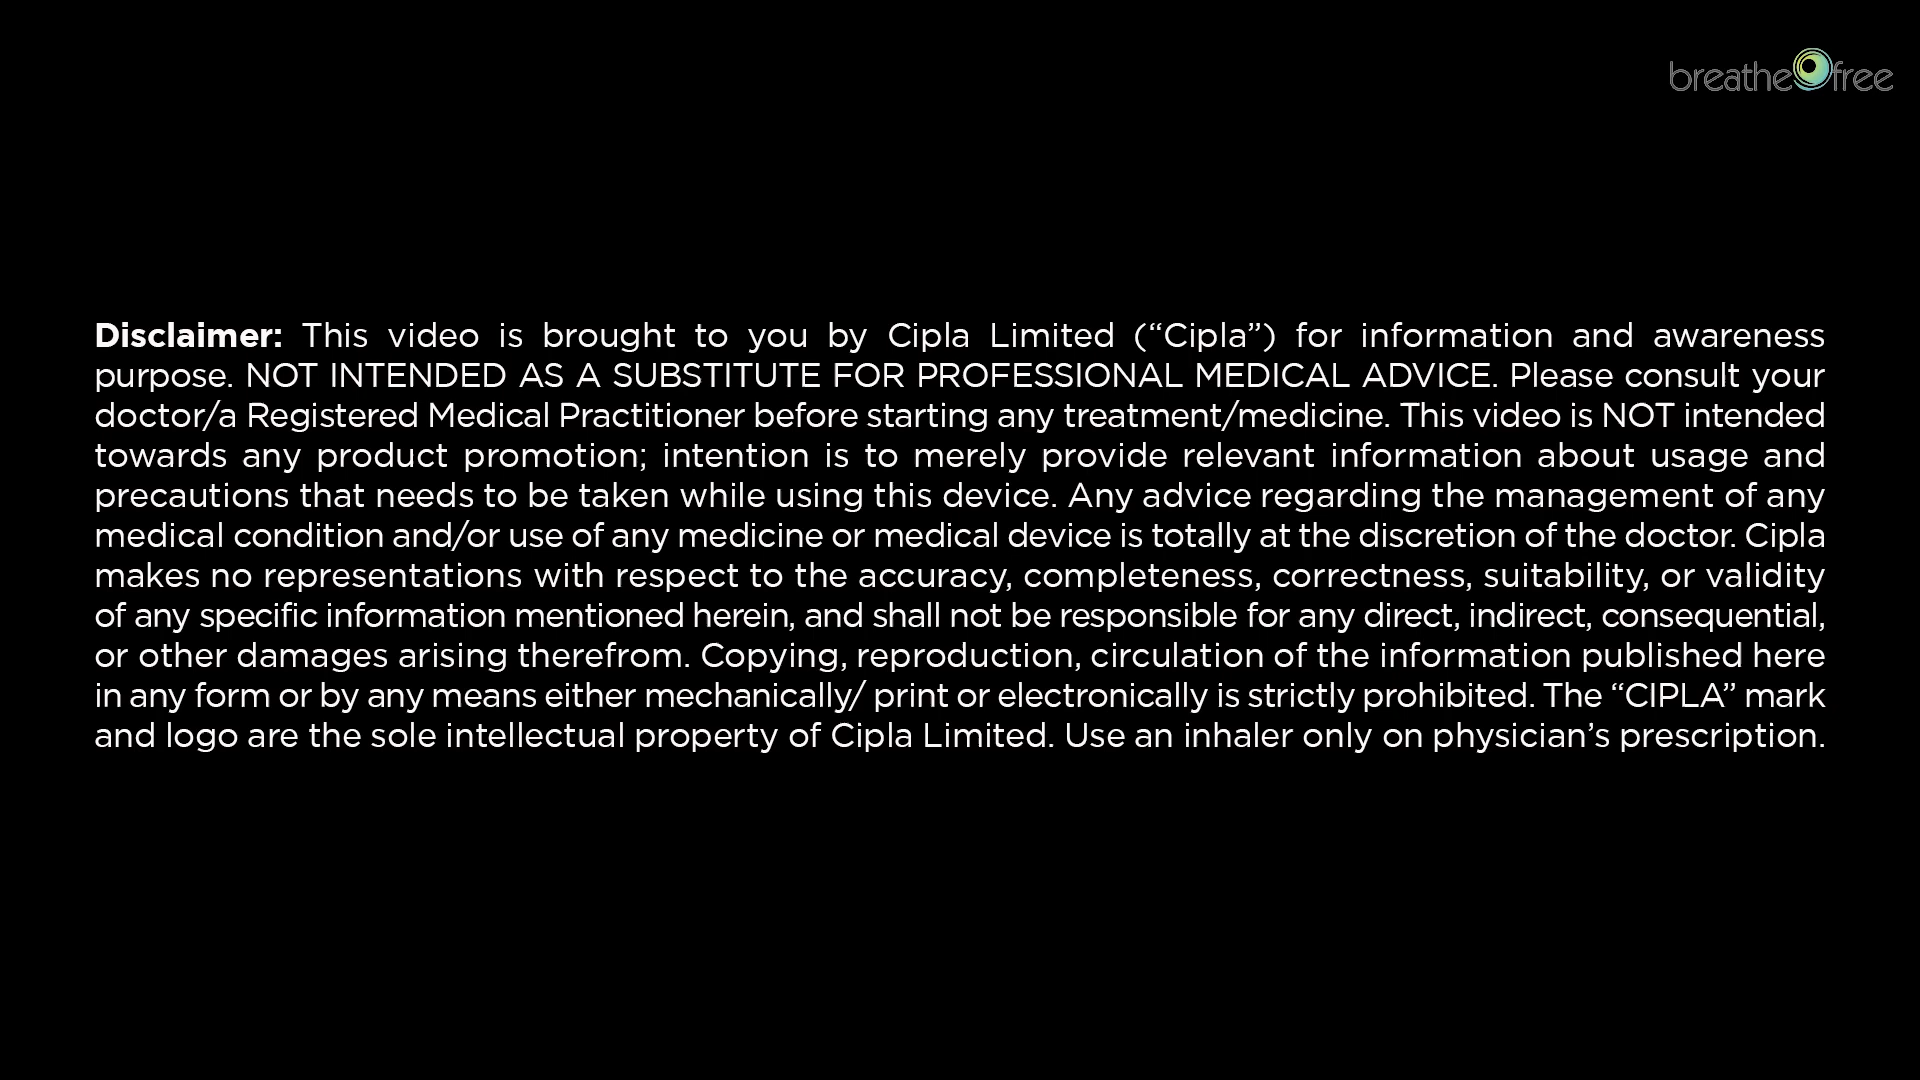 breathefree
Disclaimer: This video is brought to you by Cipla Limited (“Cipla”) for information and awareness
purpose. NOT INTENDED AS A SUBSTITUTE FOR PROFESSIONAL MEDICAL ADVICE. Please consult your
doctor/a Registered Medical Practitioner before starting any treatment/medicine. This video is NOT intended
towards any product promotion; intention is to merely provide relevant information about usage and
precautions that needs to be taken while using this device. Any advice regarding the management of any
medical condition and/or use of any medicine or medical device is totally at the discretion of the doctor. Cipla
makes no representations with respect to the accuracy, completeness, correctness, suitability, or validity
of any specific information mentioned herein, and shall not be responsible for any direct, indirect, consequential,
or other damages arising therefrom. Copying, reproduction, circulation of the information published here
in any form or by any means either mechanically/ print or electronically is strictly prohibited. The “CIPLA” mark
and logo are the sole intellectual property of Cipla Limited. Use an inhaler only on physician’s prescription.